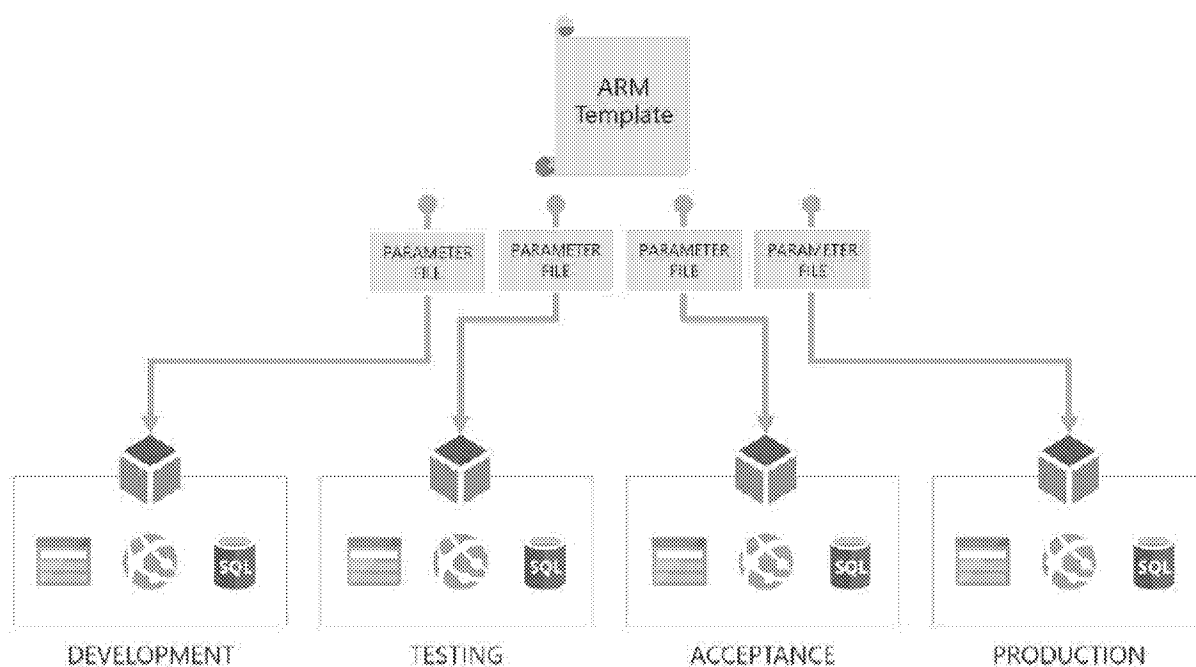 ARM
Template
PARAMETER
FILE
PARAMETER
FILE
PARAMETER
FILE
PARAMETER
FILE
SQL
SQL
SQL
SQL
DEVELOPMENT
TESTING
ACCEPTANCE
PRODUCTION